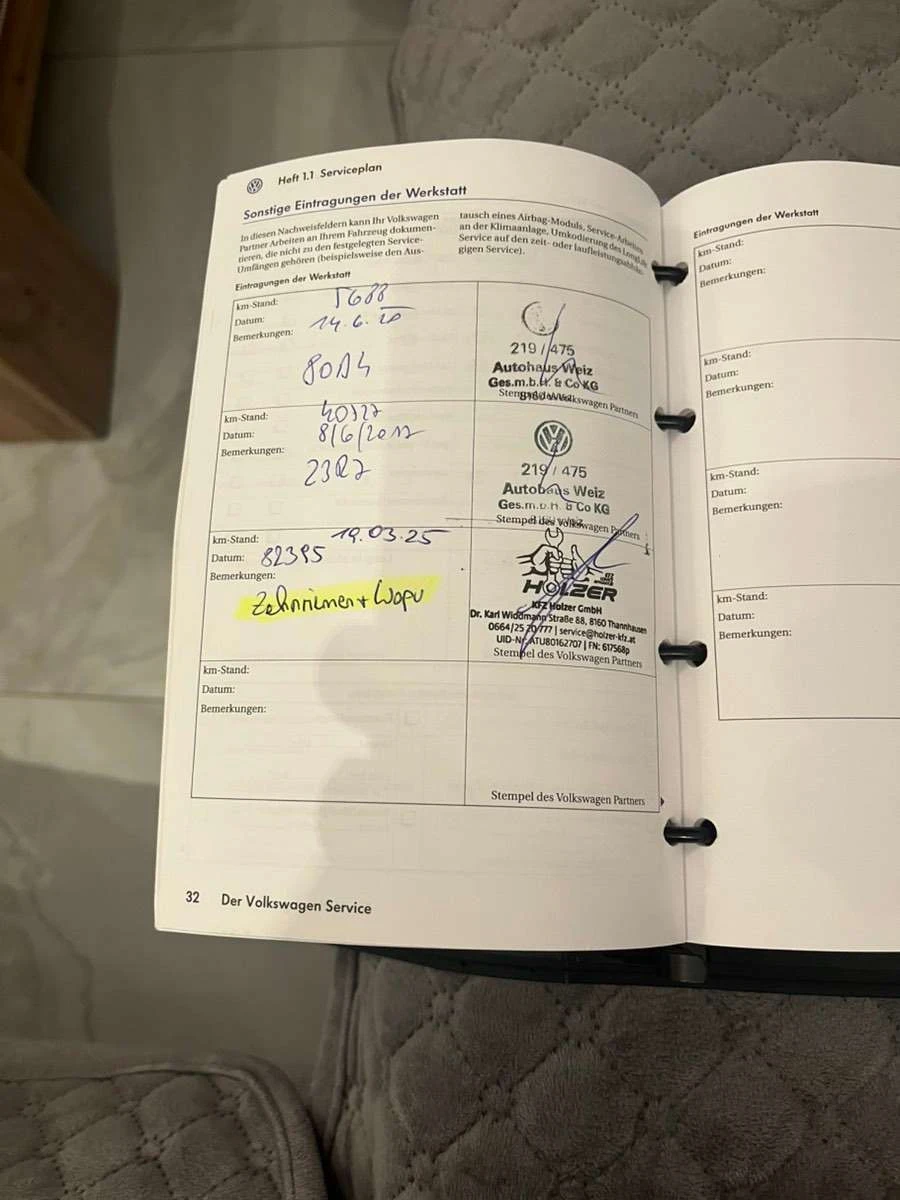 Heft 1.1 Serviceplan
Sonstige Eintragungen der Werkstatt
In diesen Nachweisfeldern kann Ihr Volkswagen
Partner Arbeiten an Ihrem Fahrzeug dokumen-
tieren, die nicht zu den festgelegten Service-
Umfängen gehören (beispielsweise den Aus-
tausch eines Airbag-Moduls, Service-Arbeiten
an der Klimaanlage, Umkodierung des LongLife
Service auf den zeit- oder laufleistungsabhän-
gigen Service).
Eintragungen der Werkstatt
km-Stand: 5688
Datum: 14.6.
Bemerkungen:
80A4
219 / 475
Autohaus Weiz
Ges.m.b.H. & Co KG
8160 Weiz
Stempel des Volkswagen Partners
km-Stand:
Datum: 8/6/2017
Bemerkungen:
23R7
219 / 475
Autohaus Weiz
Ges.m.b.H. & Co KG
Stempel des Volkswagen Partners
km-Stand: 19.03.25
Datum: 82395
Bemerkungen:
Zahnriemen + Wapu
HOLZER
KFZ Holzer GmbH
Dr. Karl Widdmann Straße 88, 8160 Thannhausen
0664/25 20 777 | service@holzer-kfz.at
UID-Nr. ATU80162707 | FN: 617568p
Stempel des Volkswagen Partners
km-Stand:
Datum:
Bemerkungen:
Stempel des Volkswagen Partners
32 Der Volkswagen Service
Eintragungen der Werkstatt
km-Stand:
Datum:
Bemerkungen:
km-Stand:
Datum:
Bemerkungen:
km-Stand:
Datum:
Bemerkungen:
km-Stand:
Datum:
Bemerkungen: